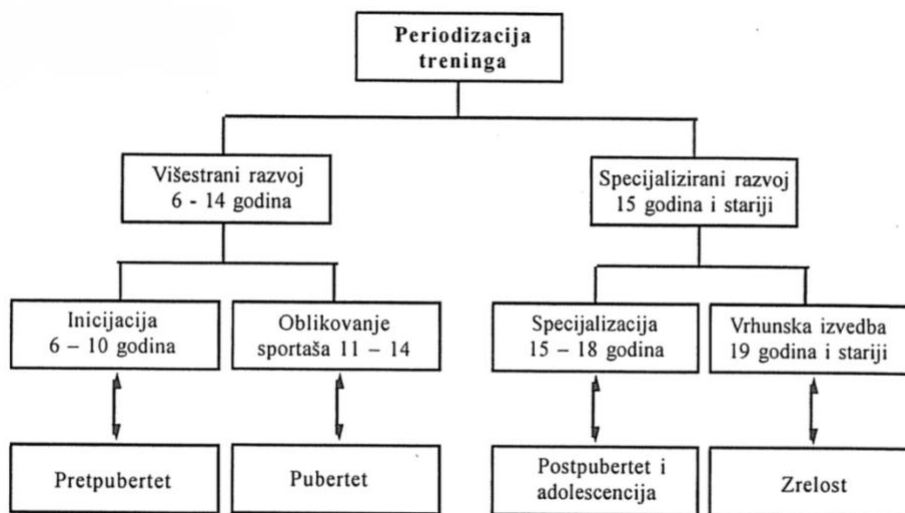 Periodizacija
treninga
Višestrani razvoj
6 - 14 godina
Specijalizirani razvoj
15 godina i stariji
Inicijacija
6 – 10 godina
Oblikovanje
sportaša 11 – 14
Specijalizacija
15 – 18 godina
Vrhunska izvedba
19 godina i stariji
Pretpubertet
Pubertet
Postpubertet i
adolescencija
Zrelost